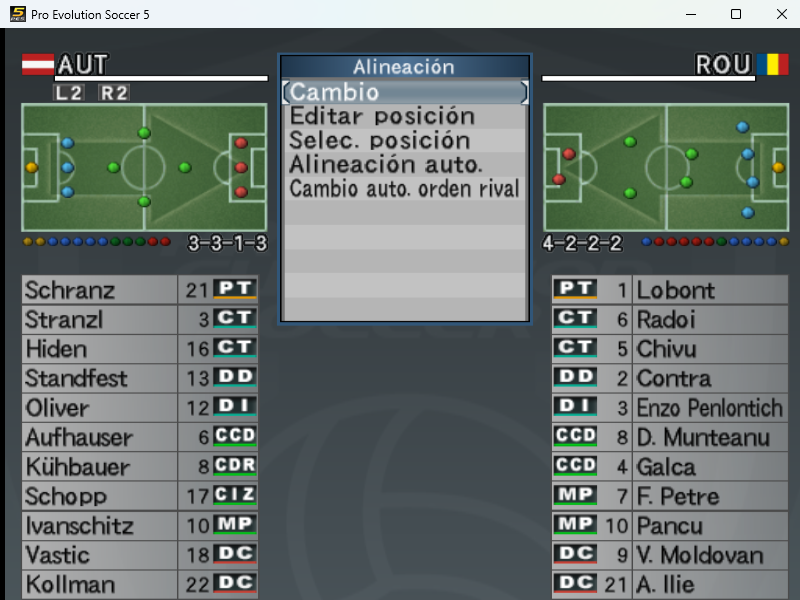 Pro Evolution Soccer 5
AUT
L2 R2
3-3-1-3
Alineación
Cambio
Editar posición
Selec. posición
Alineación auto.
Cambio auto. orden rival
ROU
4-2-2-2
Schranz 21 PT
Stranzl 3 CT
Hiden 16 CT
Standfest 13 DD
Oliver 12 DI
Aufhauser 6 CCD
Kühbauer 8 CDR
Schopp 17 CIZ
Ivanschitz 10 MP
Vastic 18 DC
Kollman 22 DC
PT 1 Lobont
CT 6 Radoi
CT 5 Chivu
DD 2 Contra
DI 3 Enzo Penlontich
CCD 8 D. Munteanu
CCD 4 Galca
MP 7 F. Petre
MP 10 Pancu
DC 9 V. Moldovan
DC 21 A. Ilie